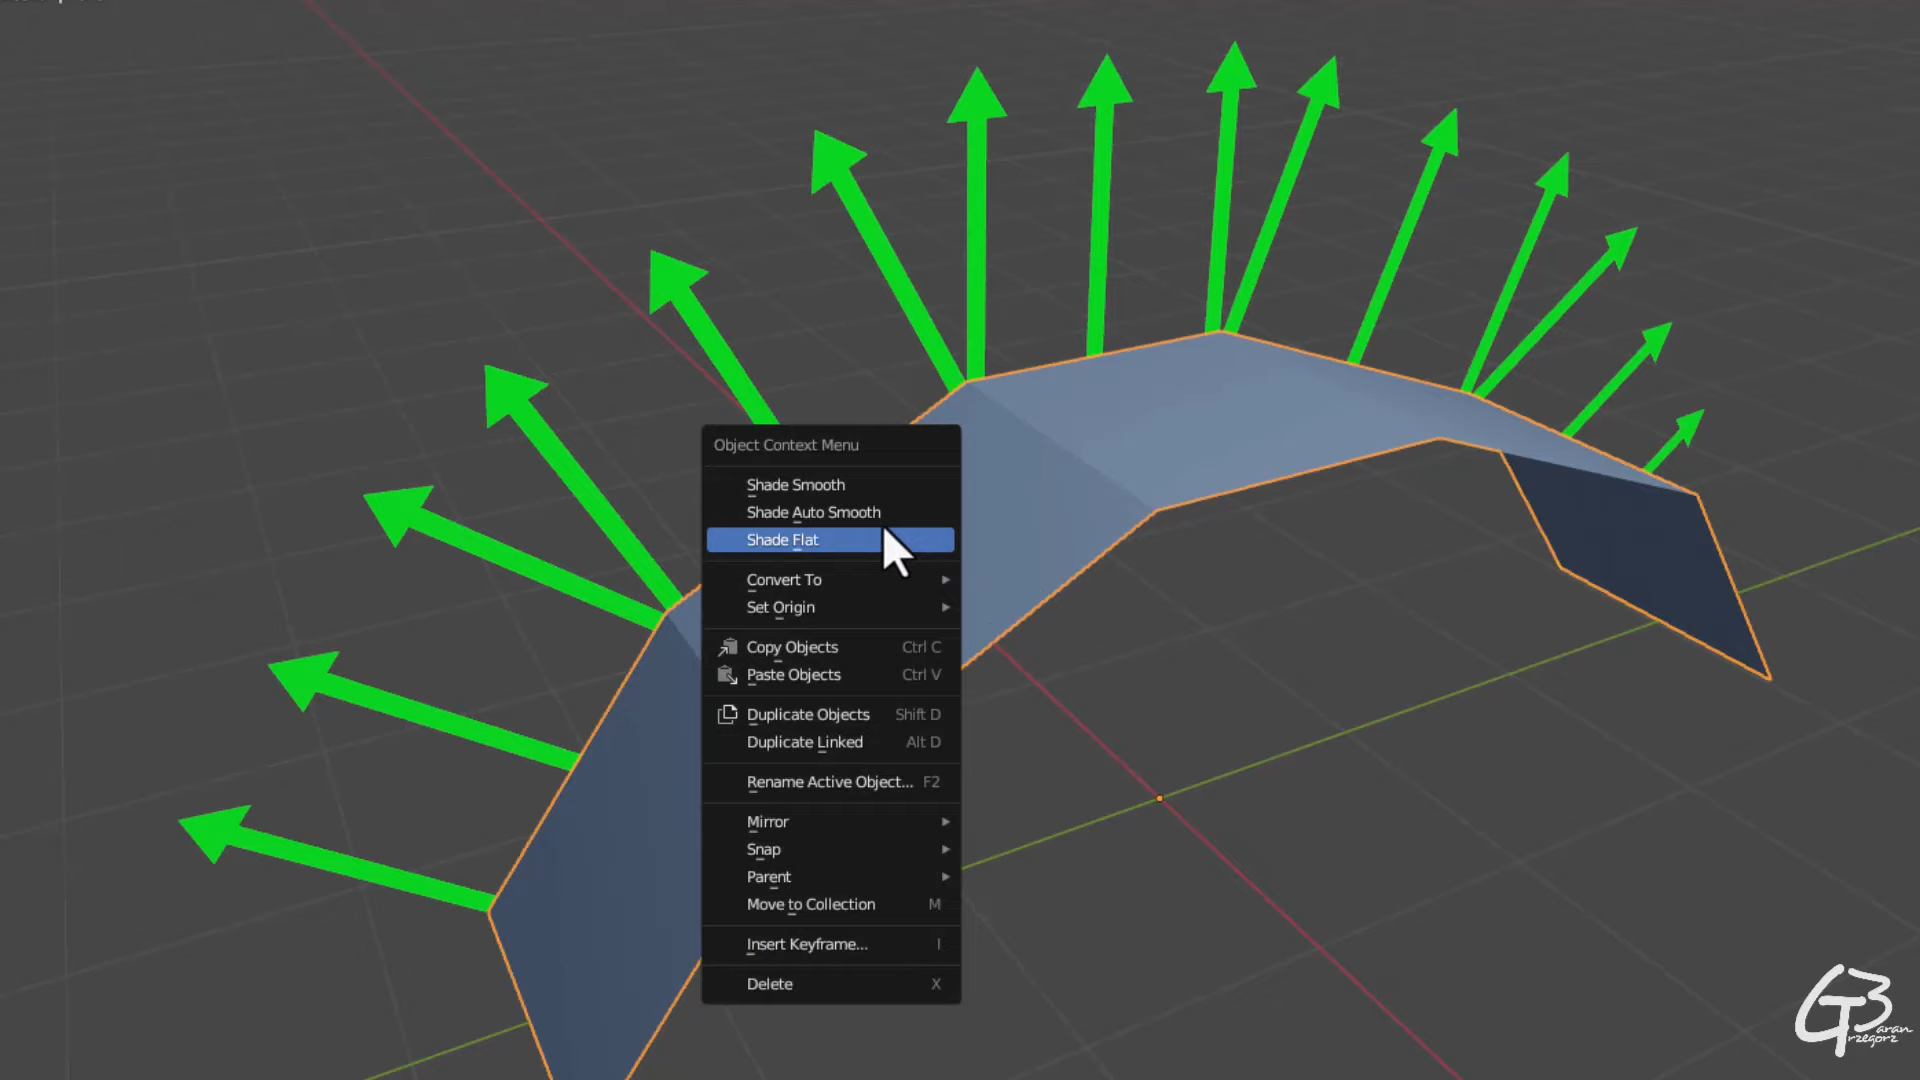 Object Context Menu
Shade Smooth
Shade Auto Smooth
Shade Flat
Convert To
Set Origin
Copy Objects Ctrl C
Paste Objects Ctrl V
Duplicate Objects Shift D
Duplicate Linked Alt D
Rename Active Object... F2
Mirror
Snap
Parent
Move to Collection M
Insert Keyframe... I
Delete X